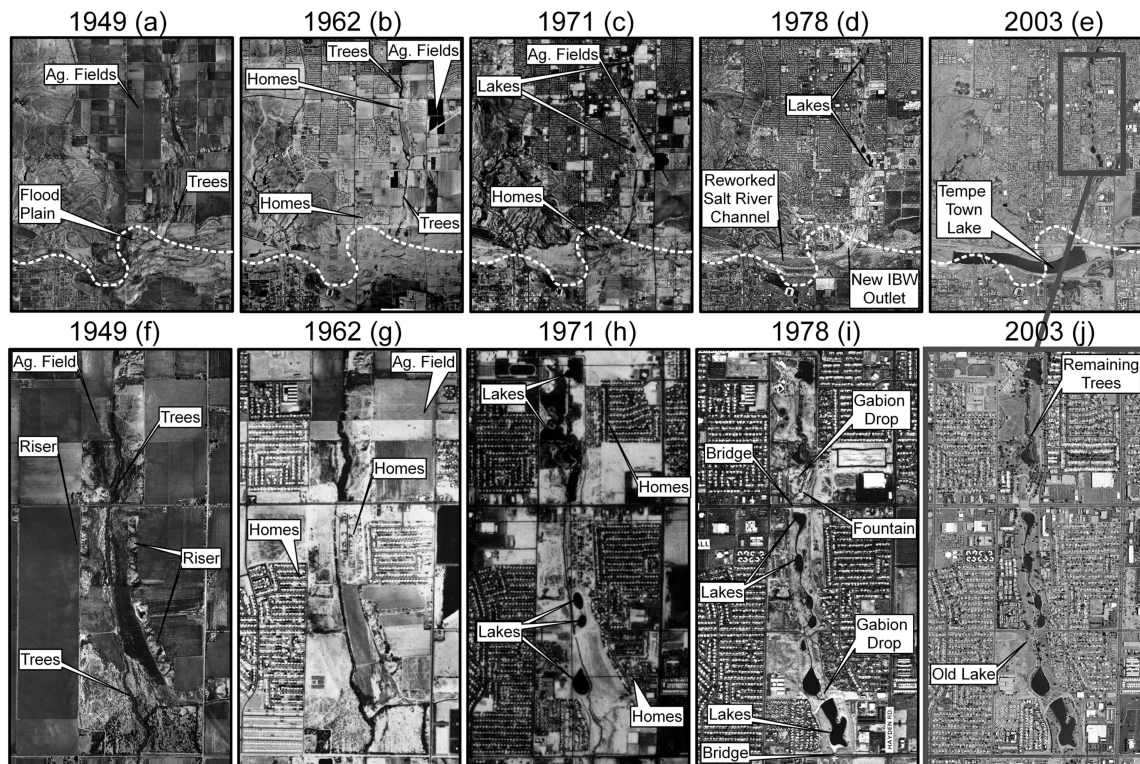 1949 (a)
1962 (b)
1971 (c)
1978 (d)
2003 (e)
Ag. Fields
Trees
Flood
Plain
Trees
Ag. Fields
Homes
Homes
Trees
Ag. Fields
Lakes
Homes
Lakes
Reworked
Salt River
Channel
New IBW
Outlet
Tempe
Town
Lake
1949 (f)
1962 (g)
1971 (h)
1978 (i)
2003 (j)
Ag. Field
Trees
Riser
Riser
Trees
Ag. Field
Homes
Homes
Lakes
Homes
Lakes
Homes
Gabion
Drop
Bridge
Fountain
Lakes
Gabion
Drop
Lakes
HAYDEN RD
Bridge
Remaining
Trees
Old Lake